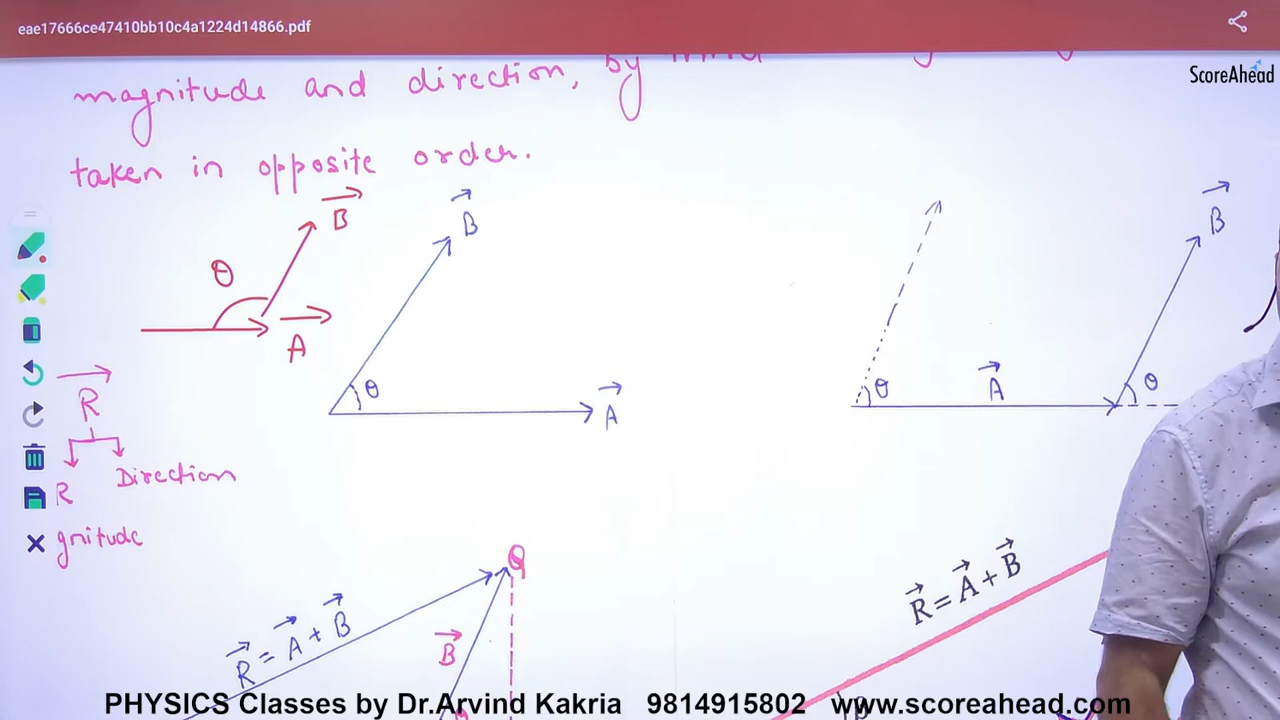 eae17666ce47410bb10c4a1224d14866.pdf
ScoreAhead
magnitude and direction, by
taken in opposite order.
B
θ
A
B
θ
A
θ
A
B
θ
R
R Direction
gnitude
Q
R = A + B
B
R = A + B
PHYSICS Classes by Dr.Arvind Kakria 9814915802 www.scoreahead.com